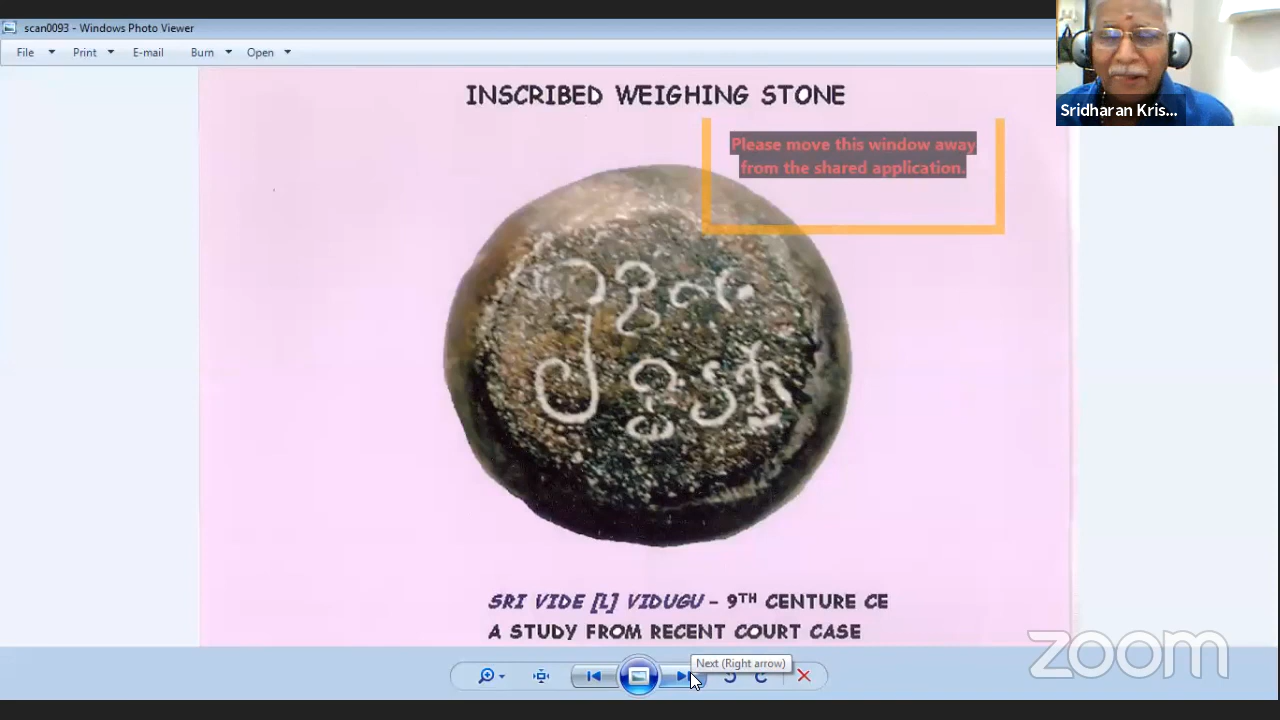 scan0093 - Windows Photo Viewer
File Print E-mail Burn Open
Sridharan Kris...
INSCRIBED WEIGHING STONE
Please move this window away
from the shared application.
SRI VIDE [L] VIDUGU – 9TH CENTURE CE
A STUDY FROM RECENT COURT CASE
Next (Right arrow)
zoom